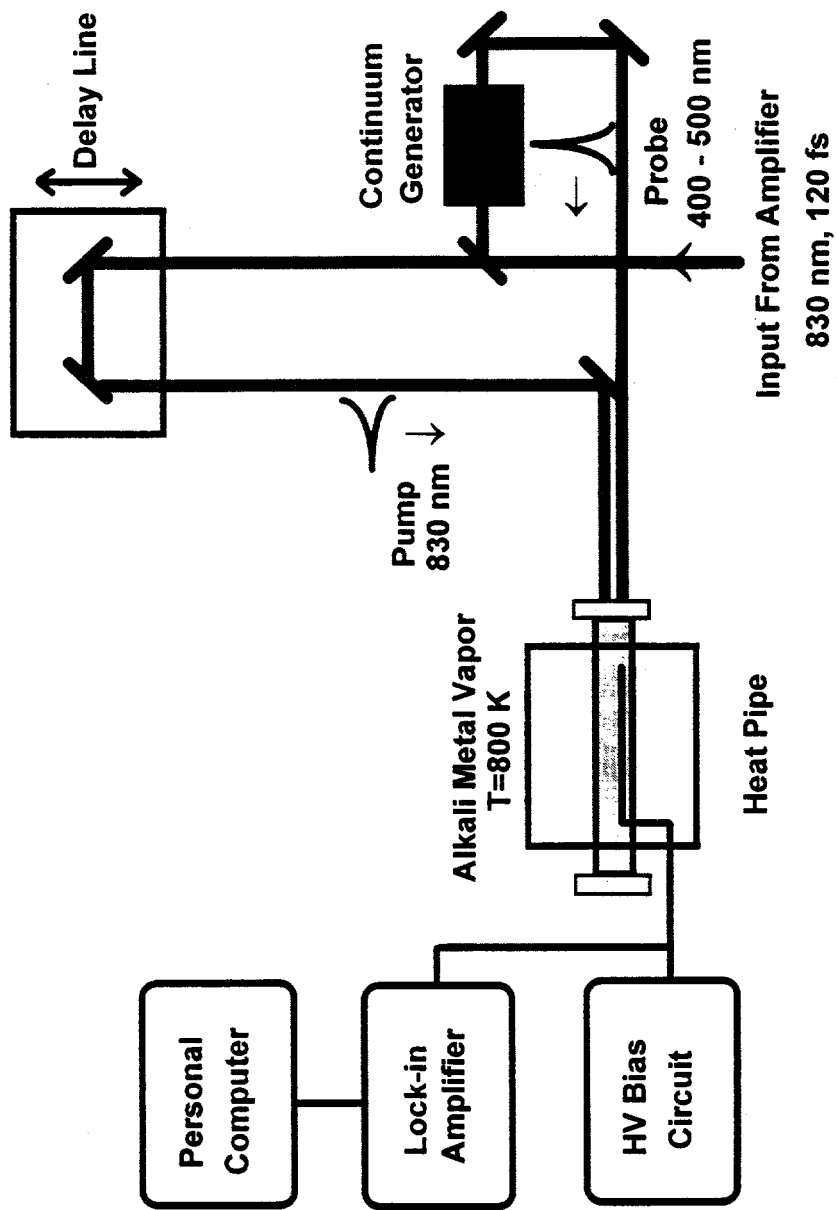 Delay Line
Continuum
Generator
Pump
830 nm
Probe
400 - 500 nm
Input From Amplifier
830 nm, 120 fs
Alkali Metal Vapor
T=800 K
Heat Pipe
Personal
Computer
Lock-in
Amplifier
HV Bias
Circuit